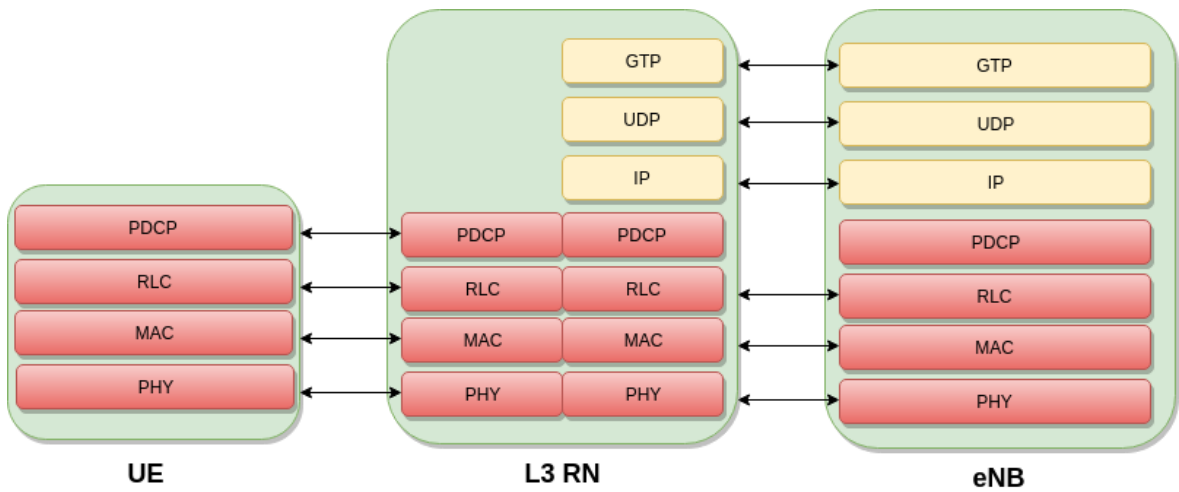 GTP
GTP
UDP
UDP
IP
IP
PDCP
PDCP
PDCP
PDCP
RLC
RLC
RLC
RLC
MAC
MAC
MAC
MAC
PHY
PHY
PHY
PHY
UE
L3 RN
eNB